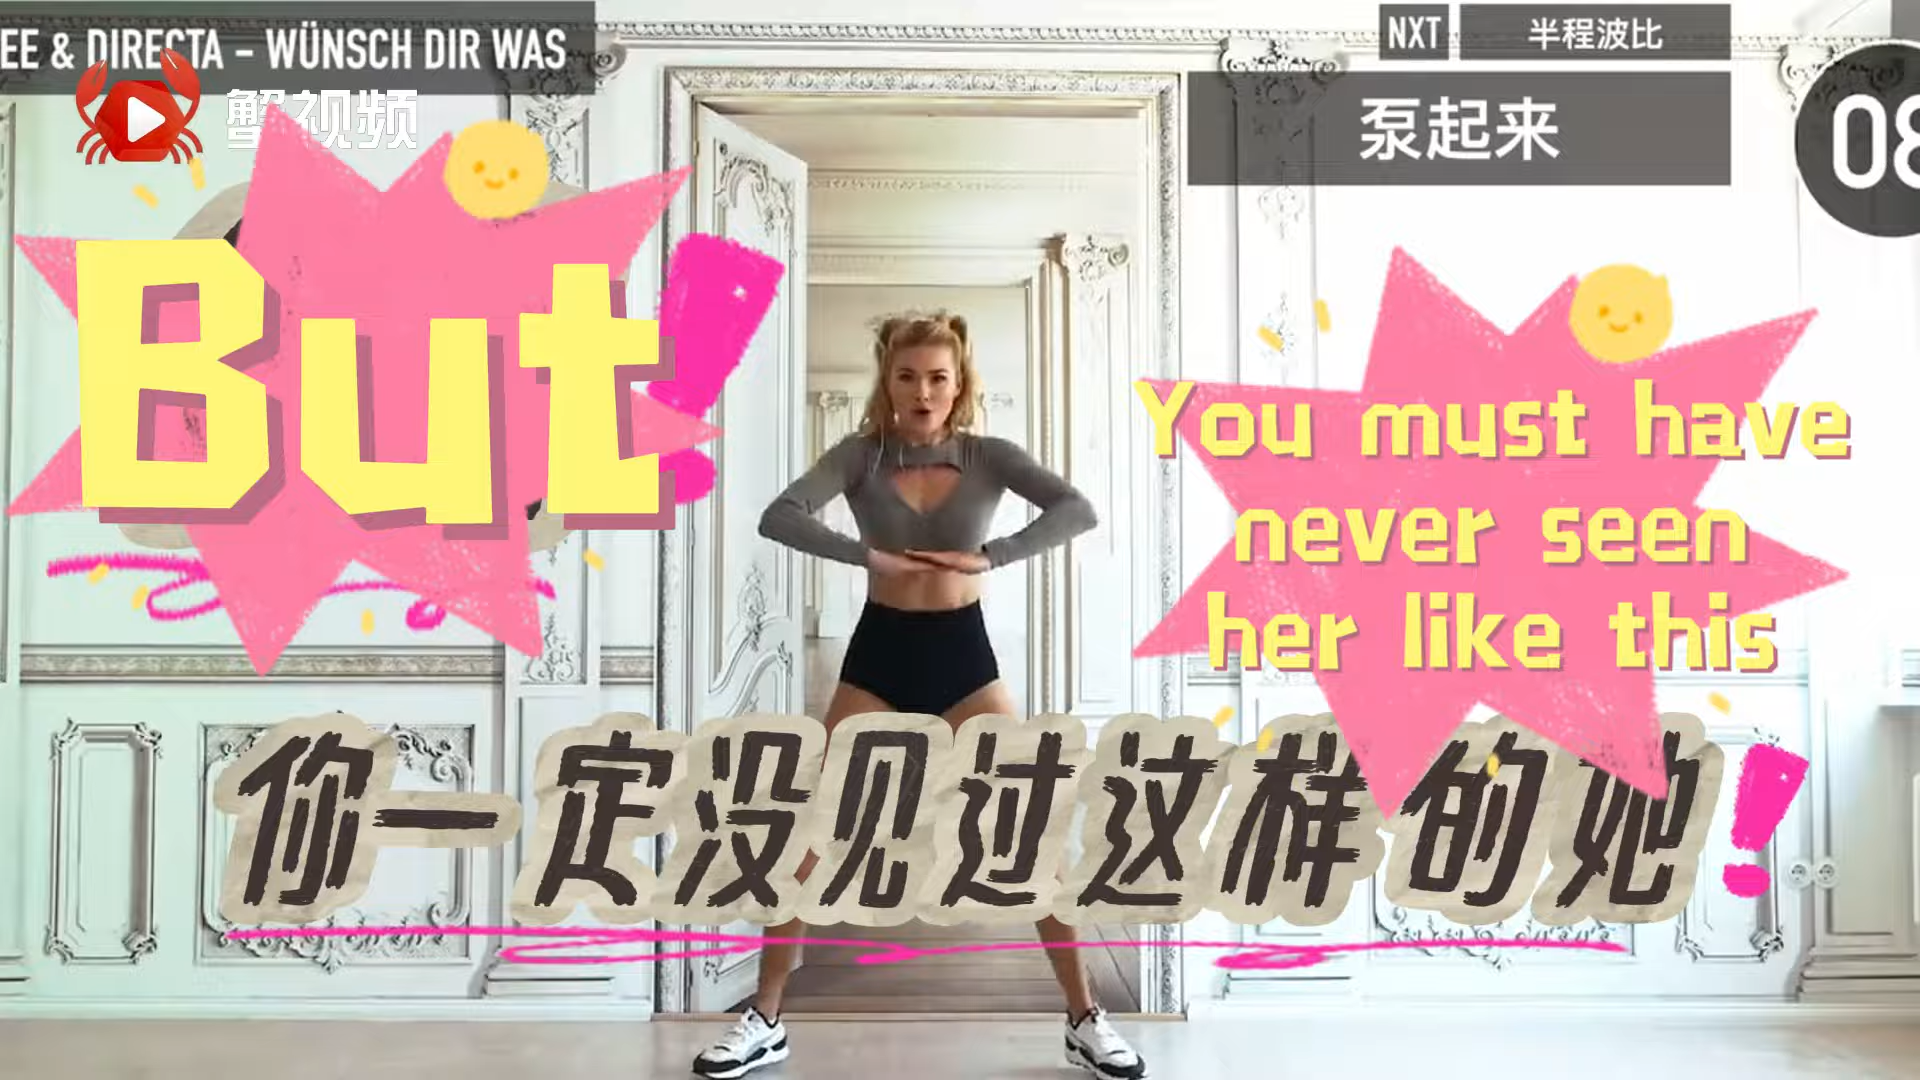 EE & DIRECTA – WÜNSCH DIR WAS
NXT 半程波比
蟹视频
泵起来
08
But!
You must have
never seen
her like this
你一定没见过这样的她!